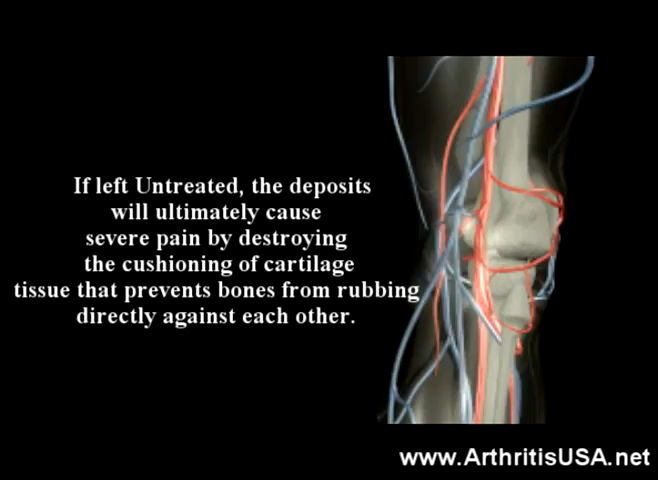 If left Untreated, the deposits
will ultimately cause
severe pain by destroying
the cushioning of cartilage
tissue that prevents bones from rubbing
directly against each other.
www.ArthritisUSA.net